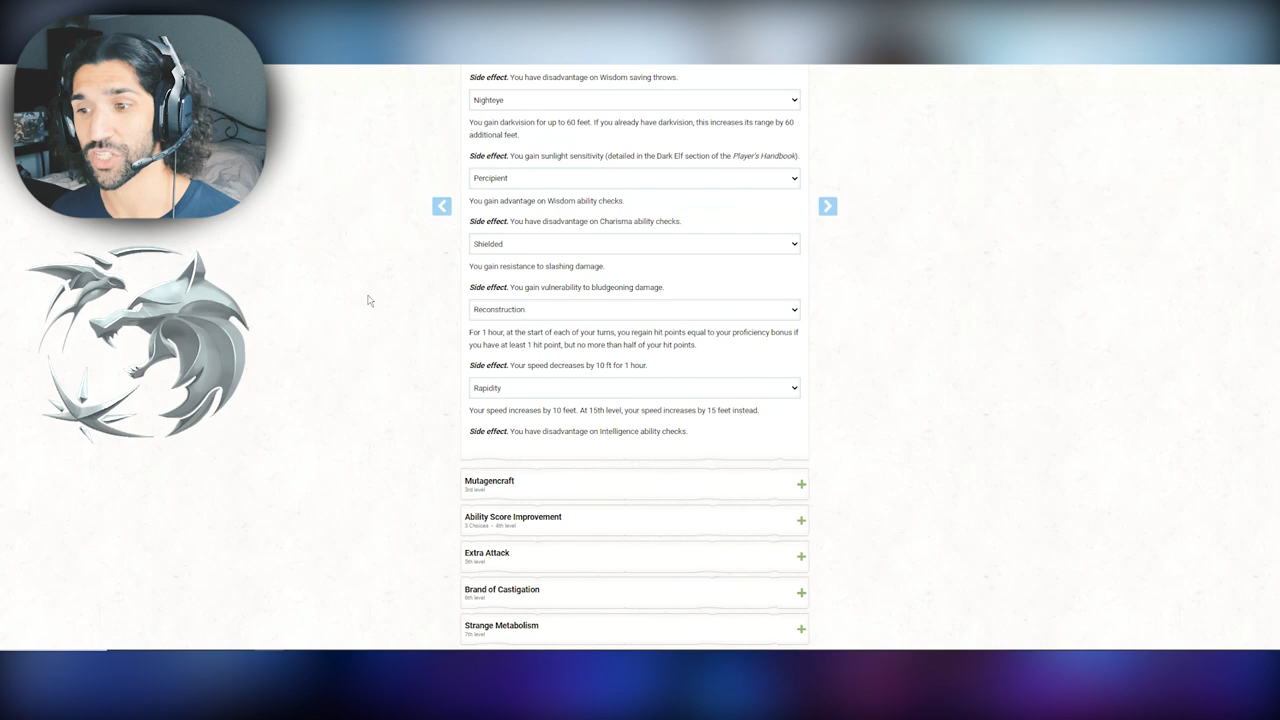 Side effect. You have disadvantage on Wisdom saving throws.
Nighteye
You gain darkvision for up to 60 feet. If you already have darkvision, this increases its range by 60
additional feet.
Side effect. You gain sunlight sensitivity (detailed in the Dark Elf section of the Player's Handbook).
Percipient
You gain advantage on Wisdom ability checks.
Side effect. You have disadvantage on Charisma ability checks.
Shielded
You gain resistance to slashing damage.
Side effect. You gain vulnerability to bludgeoning damage.
Reconstruction
For 1 hour, at the start of each of your turns, you regain hit points equal to your proficiency bonus if
you have at least 1 hit point, but no more than half of your hit points.
Side effect. Your speed decreases by 10 ft for 1 hour.
Rapidity
Your speed increases by 10 feet. At 15th level, your speed increases by 15 feet instead.
Side effect. You have disadvantage on Intelligence ability checks.
Mutagencraft
3rd level
Ability Score Improvement
3 Choices • 4th level
Extra Attack
5th level
Brand of Castigation
6th level
Strange Metabolism
7th level